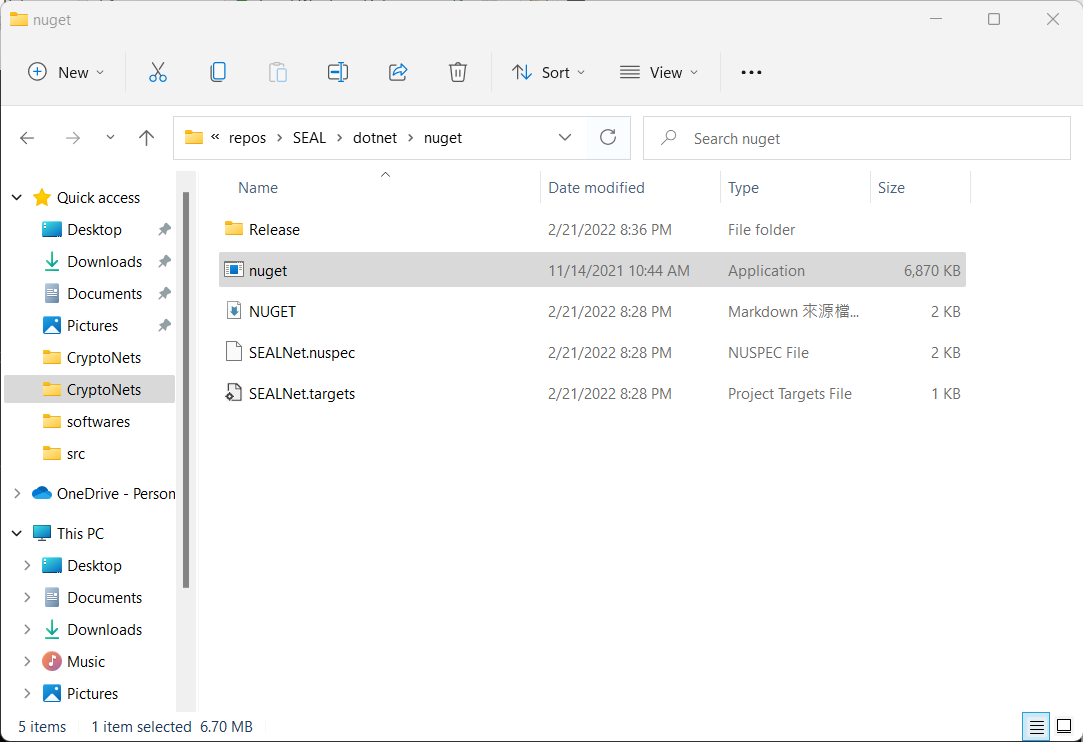 nuget
New
Sort
View
« repos > SEAL > dotnet > nuget
Search nuget
Name Date modified Type Size
Quick access
Desktop
Downloads
Documents
Pictures
CryptoNets
CryptoNets
softwares
src
OneDrive - Person
This PC
Desktop
Documents
Downloads
Music
Pictures
Release 2/21/2022 8:36 PM File folder
nuget 11/14/2021 10:44 AM Application 6,870 KB
NUGET 2/21/2022 8:28 PM Markdown 來源檔... 2 KB
SEALNet.nuspec 2/21/2022 8:28 PM NUSPEC File 2 KB
SEALNet.targets 2/21/2022 8:28 PM Project Targets File 1 KB
5 items 1 item selected 6.70 MB